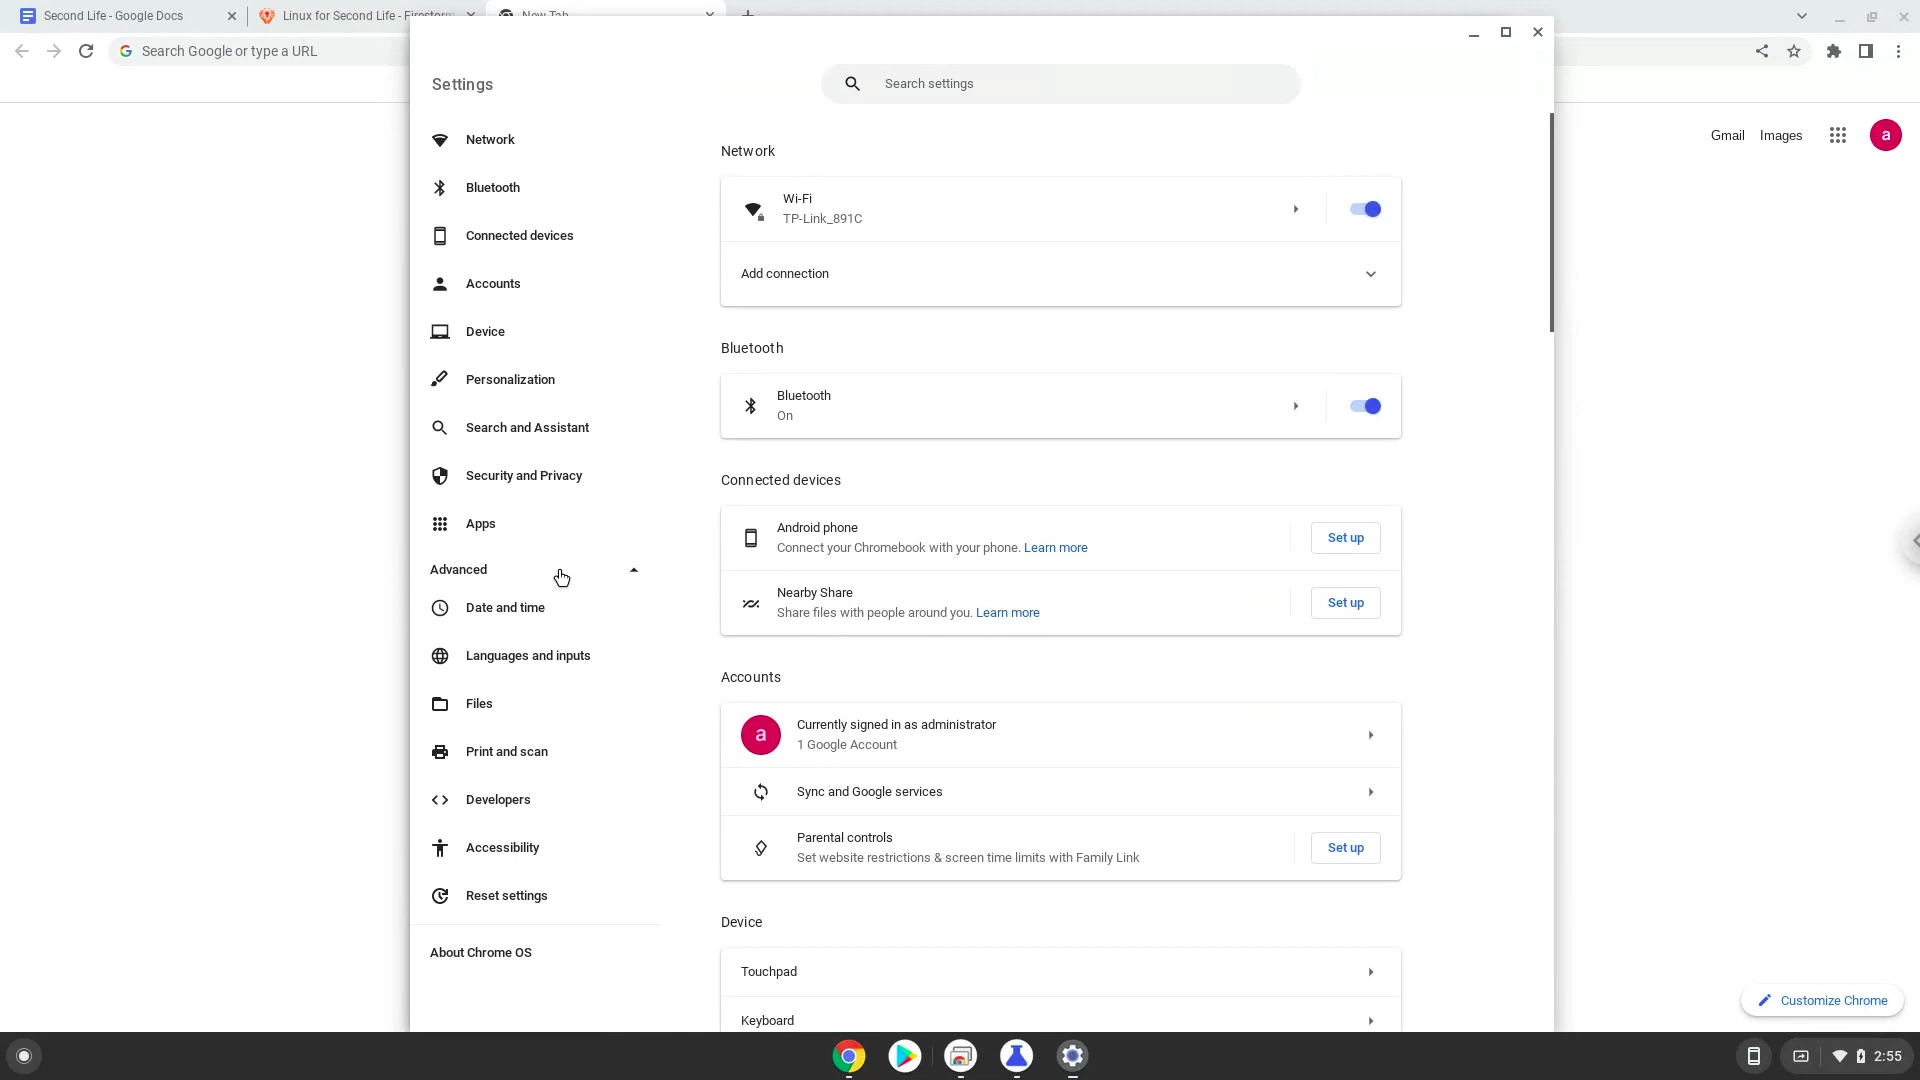 Second Life - Google Docs
Linux for Second Life - Firestorm
New Tab
Search Google or type a URL
Settings
Search settings
Gmail
Images
a
Network
Bluetooth
Connected devices
Accounts
Device
Personalization
Search and Assistant
Security and Privacy
Apps
Advanced
Date and time
Languages and inputs
Files
Print and scan
Developers
Accessibility
Reset settings
About Chrome OS
Network
Wi-Fi
TP-Link_891C
Add connection
Bluetooth
Bluetooth
On
Connected devices
Android phone
Connect your Chromebook with your phone. Learn more
Set up
Nearby Share
Share files with people around you. Learn more
Set up
Accounts
a
Currently signed in as administrator
1 Google Account
Sync and Google services
Parental controls
Set website restrictions & screen time limits with Family Link
Set up
Device
Touchpad
Keyboard
Customize Chrome
2:55